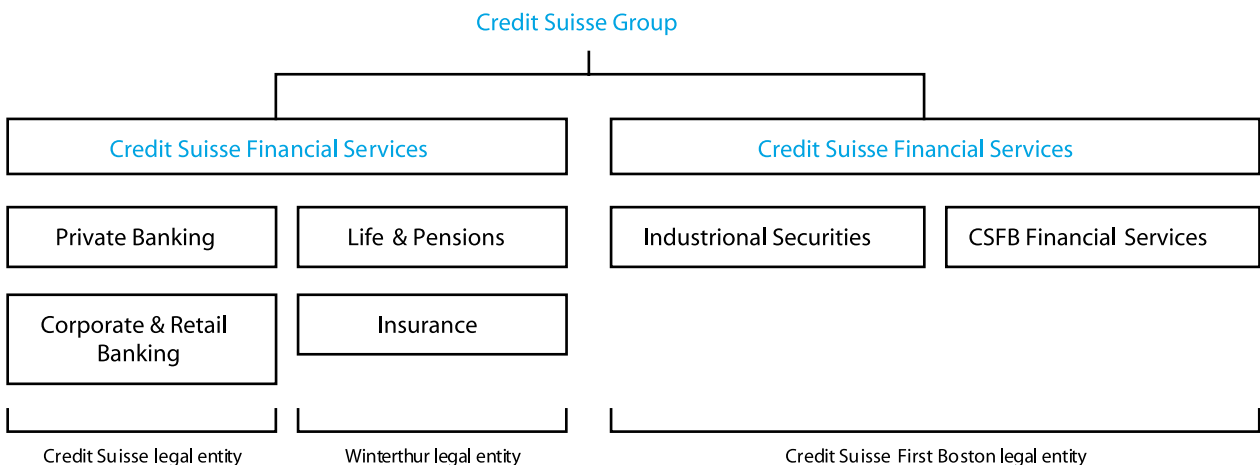 Credit Suisse Group
Credit Suisse Financial Services
Credit Suisse Financial Services
Private Banking
Life & Pensions
Industrional Securities
CSFB Financial Services
Corporate & Retail
Banking
Insurance
Credit Suisse legal entity
Winterthur legal entity
Credit Suisse First Boston legal entity